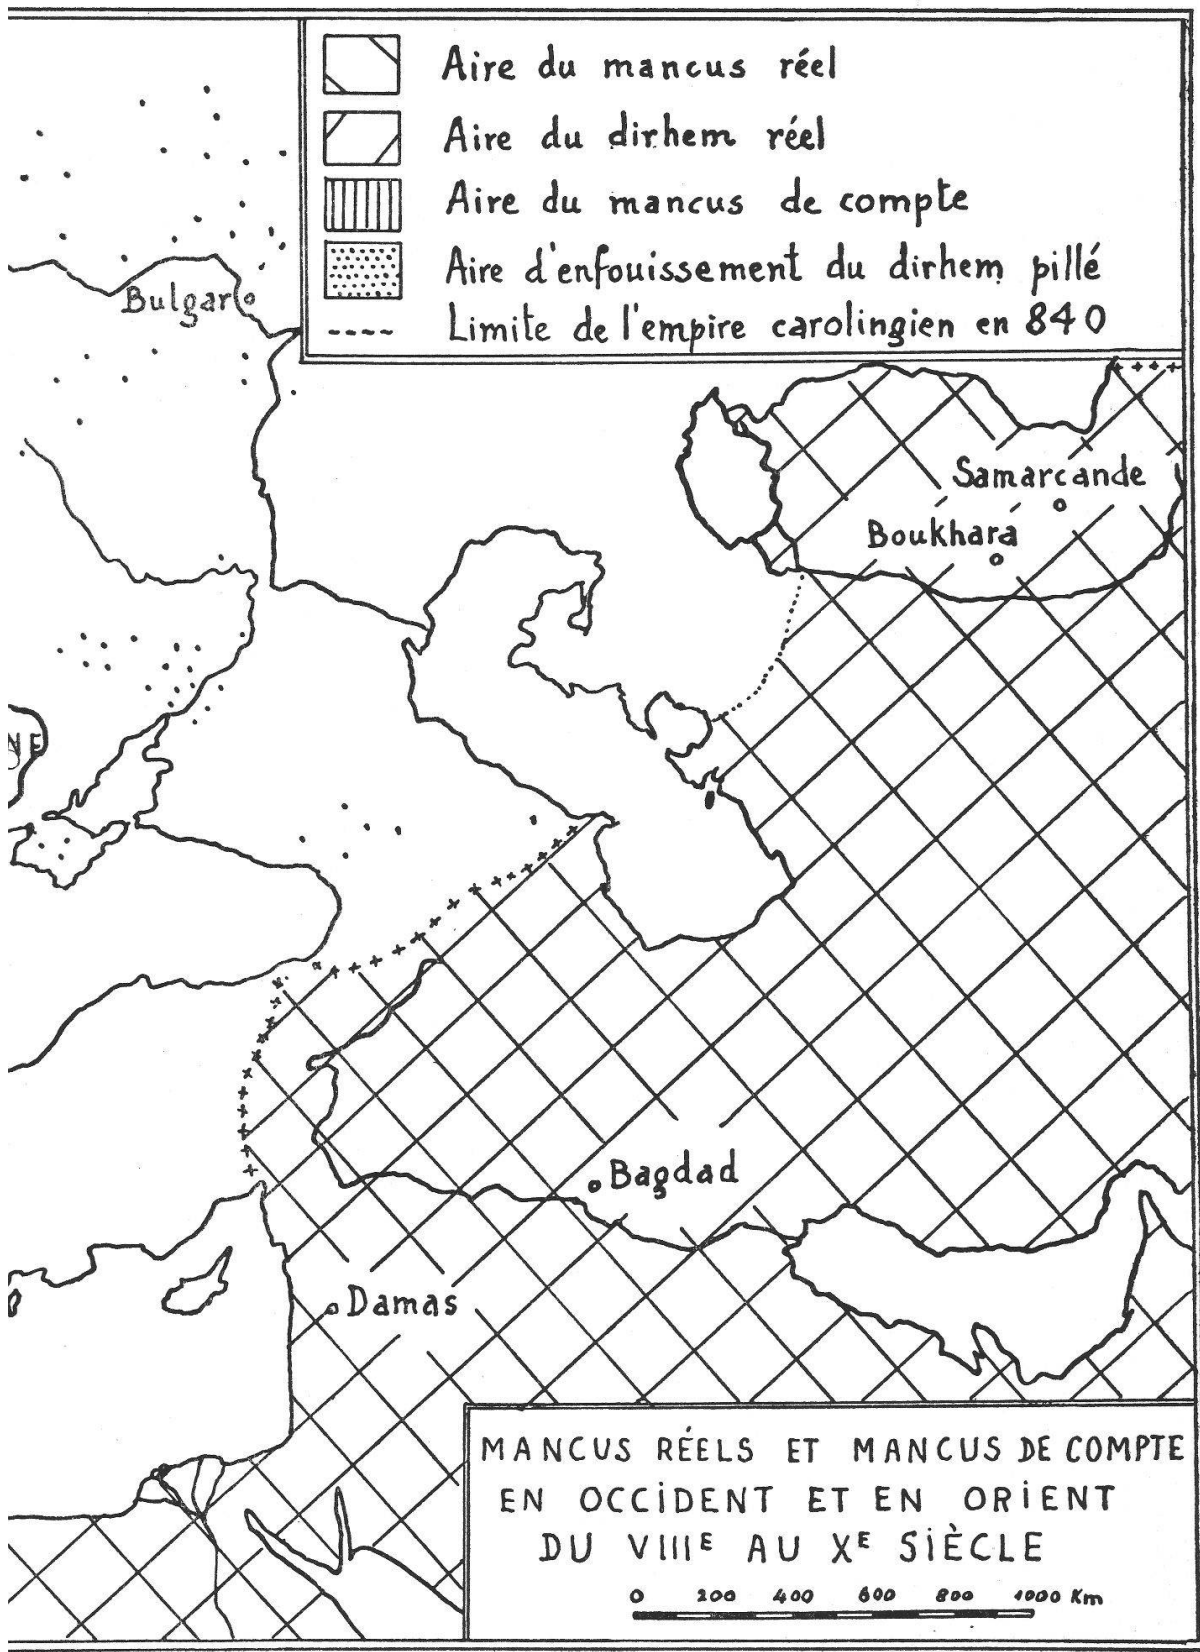 Aire du mancus réel
Aire du dirhem réel
Aire du mancus de compte
Aire d'enfouissement du dirhem pillé
Limite de l'empire carolingien en 840
Bulgar
Samarcande
Boukhara
NE
Bagdad
Damas
MANCUS RÉELS ET MANCUS DE COMPTE
EN OCCIDENT ET EN ORIENT
DU VIIIE AU XE SIÈCLE
0 200 400 600 800 1000 Km